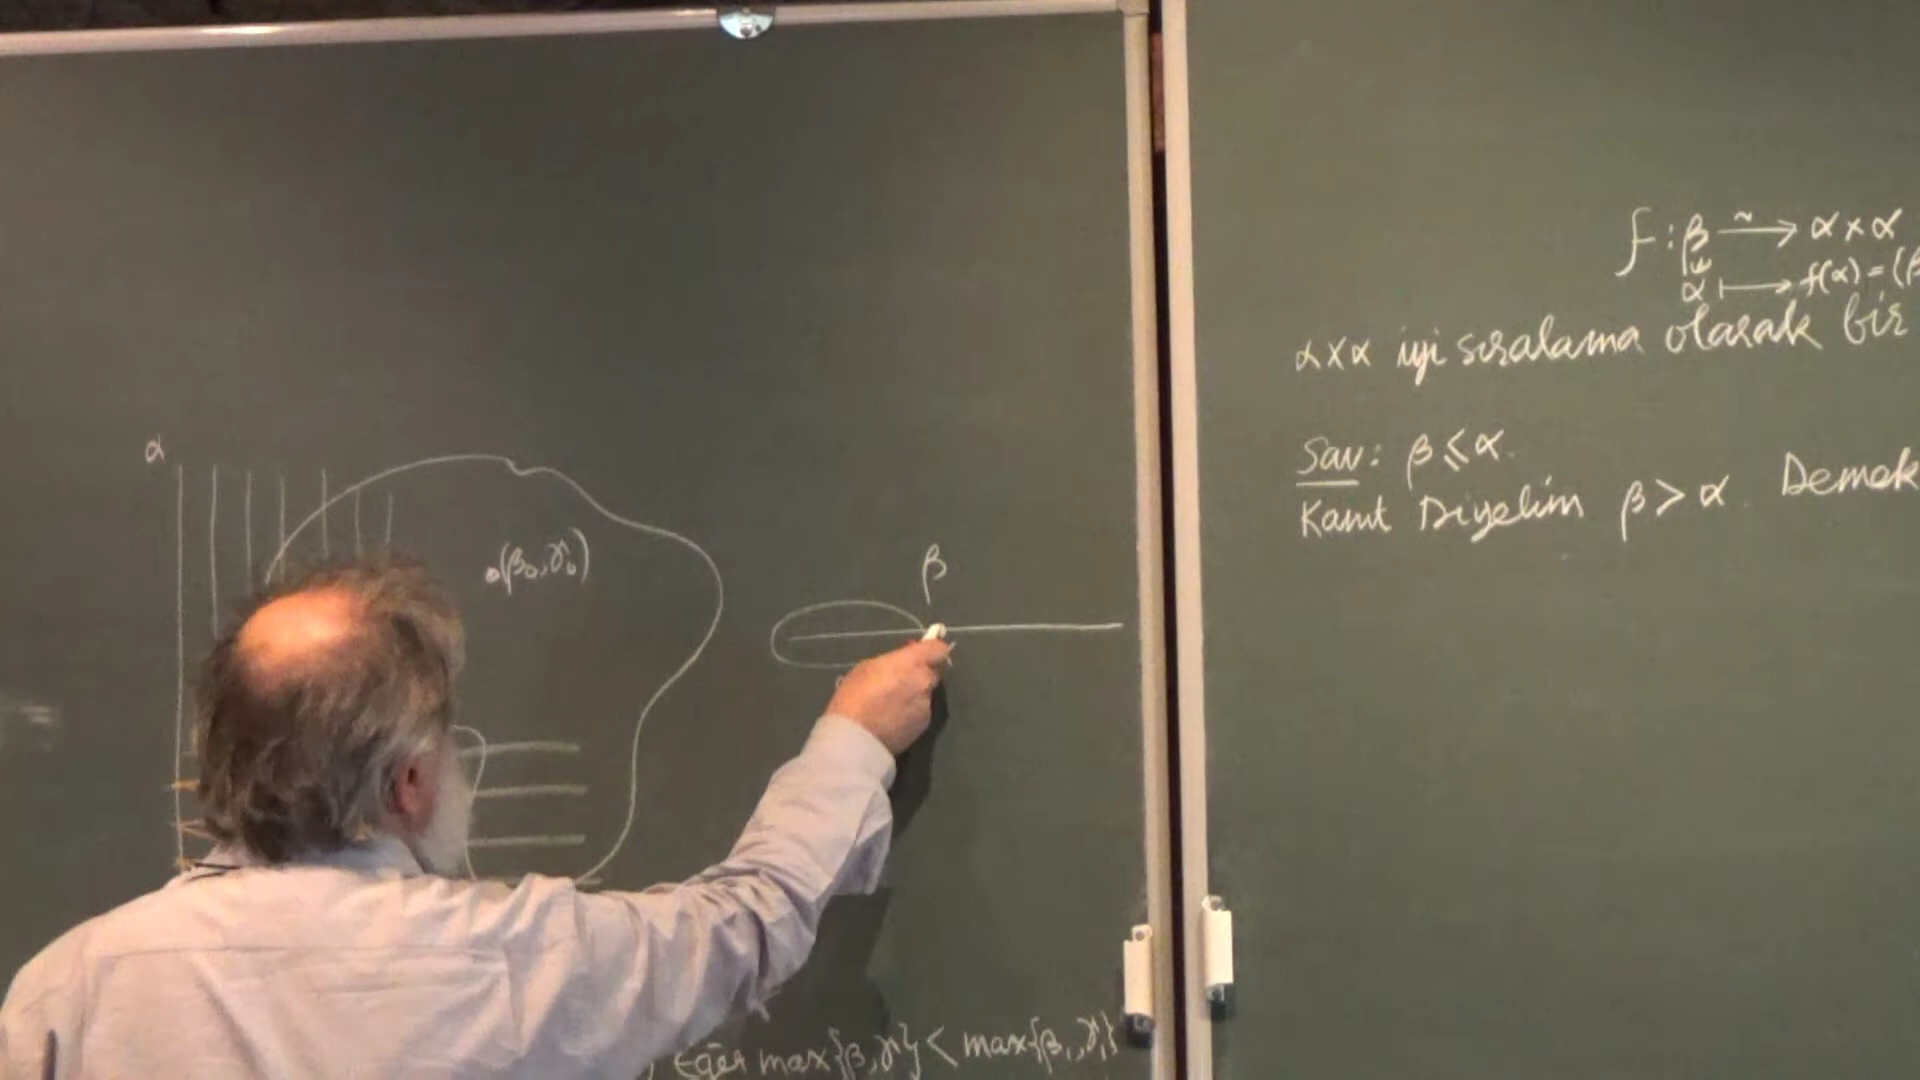 α
(β₀,γ₀)
β
Eğer max{β,γ} < max{β₁,γ₁}
f : β ⟶̃ α × α
α ⟼ f(α) = (β
α×α iyi sıralama olarak bir
Sav: β ≤ α.
Kanıt Diyelim β > α. Demek